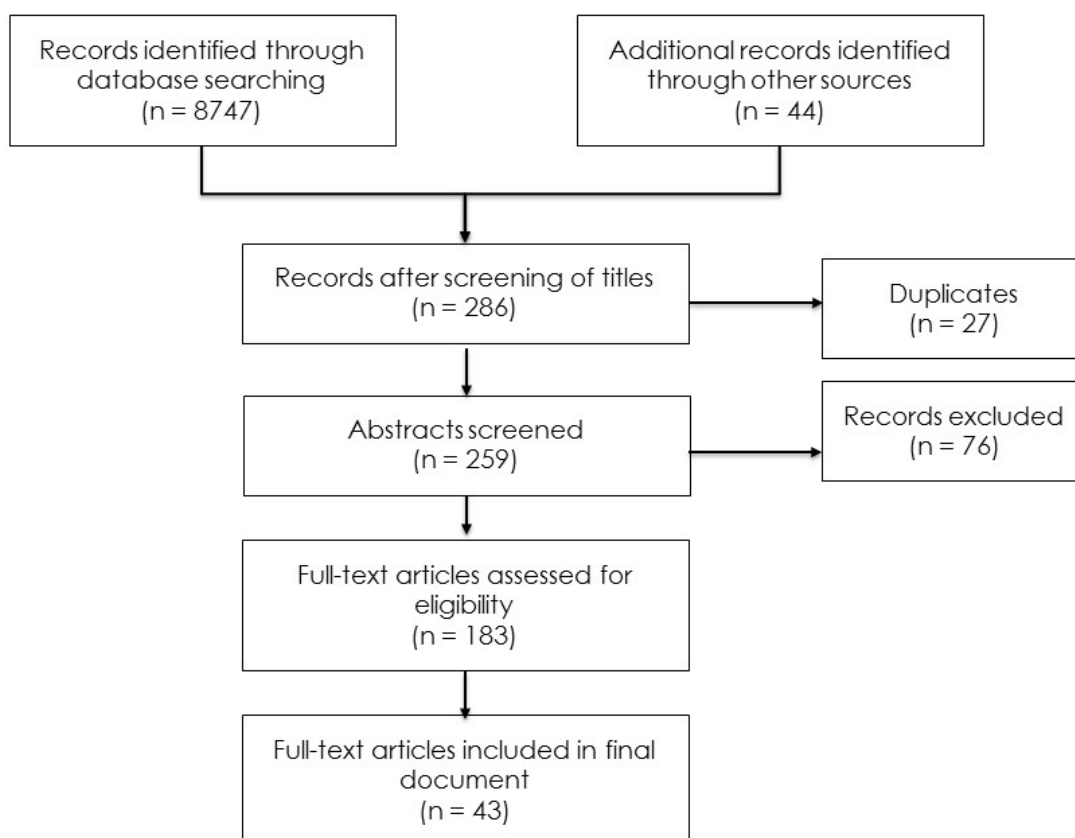 Records identified through
database searching
(n = 8747)
Additional records identified
through other sources
(n = 44)
Records after screening of titles
(n = 286)
Duplicates
(n = 27)
Abstracts screened
(n = 259)
Records excluded
(n = 76)
Full-text articles assessed for
eligibility
(n = 183)
Full-text articles included in final
document
(n = 43)